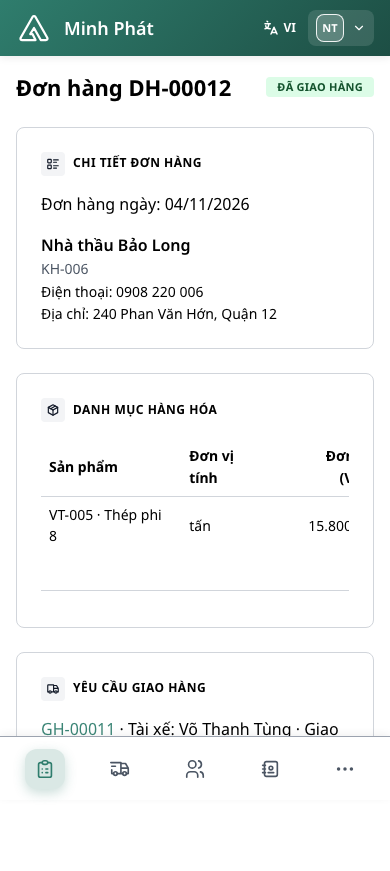 Minh Phát
VI
NT
Đơn hàng DH-00012
ĐÃ GIAO HÀNG
CHI TIẾT ĐƠN HÀNG
Đơn hàng ngày: 04/11/2026
Nhà thầu Bảo Long
KH-006
Điện thoại: 0908 220 006
Địa chỉ: 240 Phan Văn Hớn, Quận 12
DANH MỤC HÀNG HÓA
Sản phẩm
Đơn vị
tính
VT-005 · Thép phi
8
tấn
15.800
YÊU CẦU GIAO HÀNG
GH-00011 · Tài xế: Võ Thanh Tùng · Giao